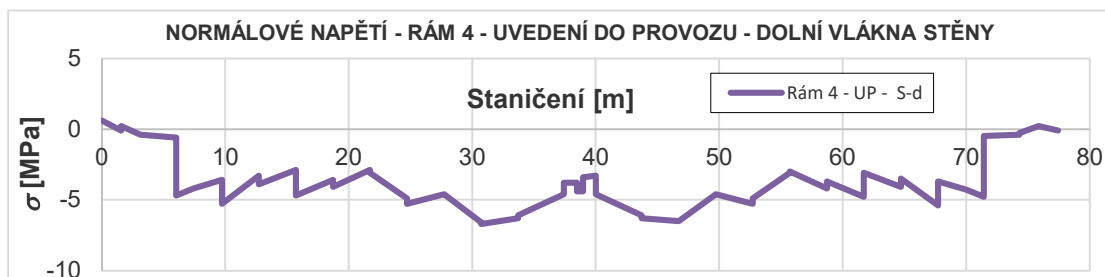 NORMÁLOVÉ NAPĚTÍ - RÁM 4 - UVEDENÍ DO PROVOZU - DOLNÍ VLÁKNA STĚNY
5
Staničení [m]
Rám 4 - UP - S-d
0
0 10 20 30 40 50 60 70 80
σ [MPa]
-5
-10